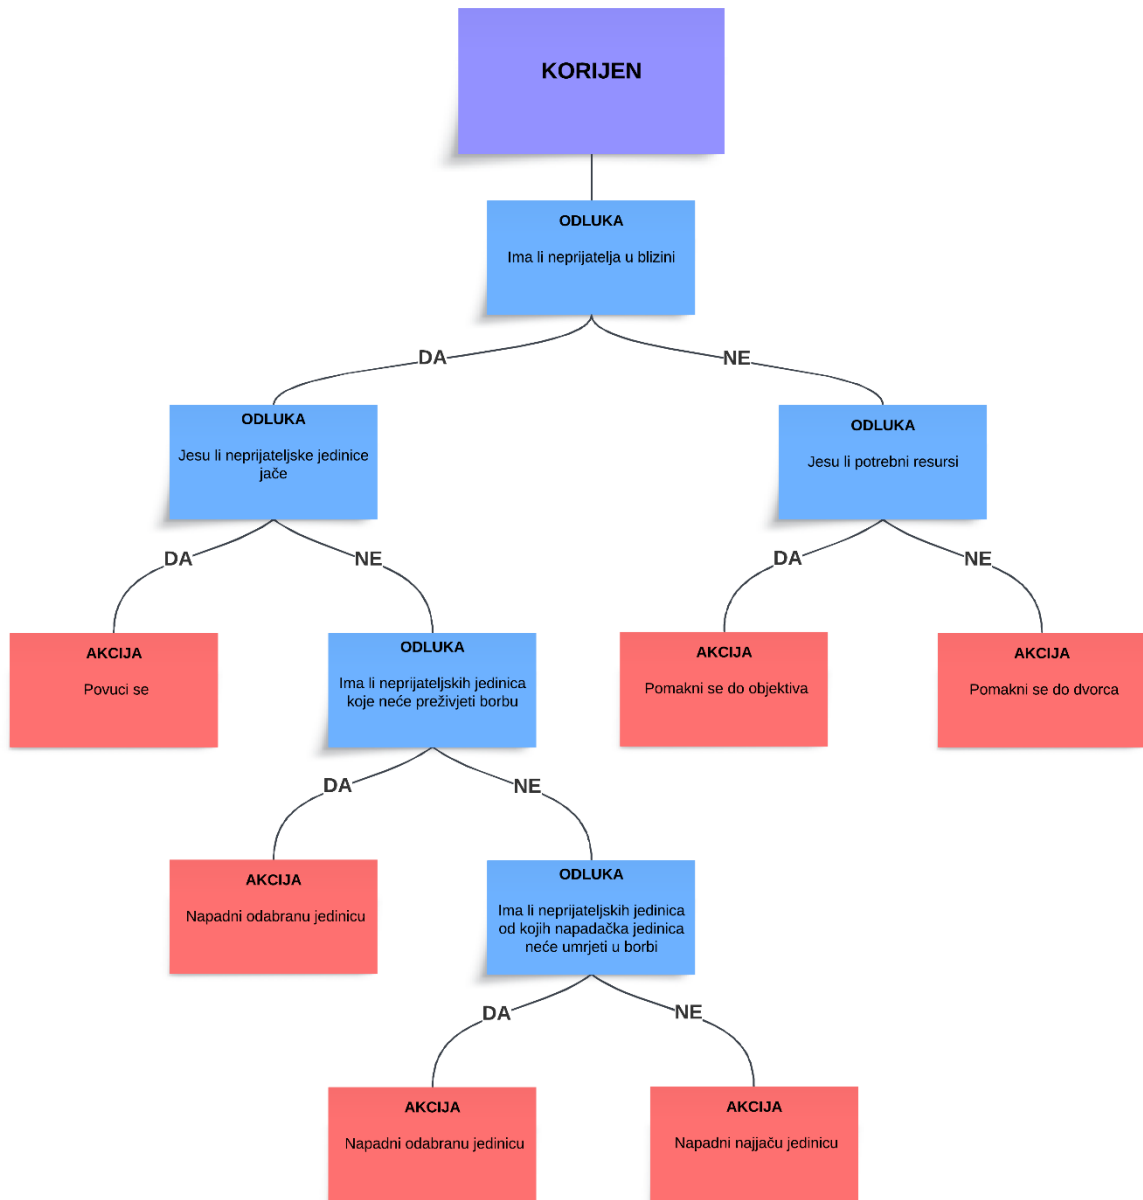 KORIJEN
ODLUKA
Ima li neprijatelja u blizini
DA
NE
ODLUKA
Jesu li neprijateljske jedinice
jače
ODLUKA
Jesu li potrebni resursi
DA
NE
DA
NE
AKCIJA
Povuci se
ODLUKA
Ima li neprijateljskih jedinica
koje neće preživjeti borbu
AKCIJA
Pomakni se do objektiva
AKCIJA
Pomakni se do dvorca
DA
NE
AKCIJA
Napadni odabranu jedinicu
ODLUKA
Ima li neprijateljskih jedinica
od kojih napadačka jedinica
neće umrjeti u borbi
DA
NE
AKCIJA
Napadni odabranu jedinicu
AKCIJA
Napadni najjaču jedinicu